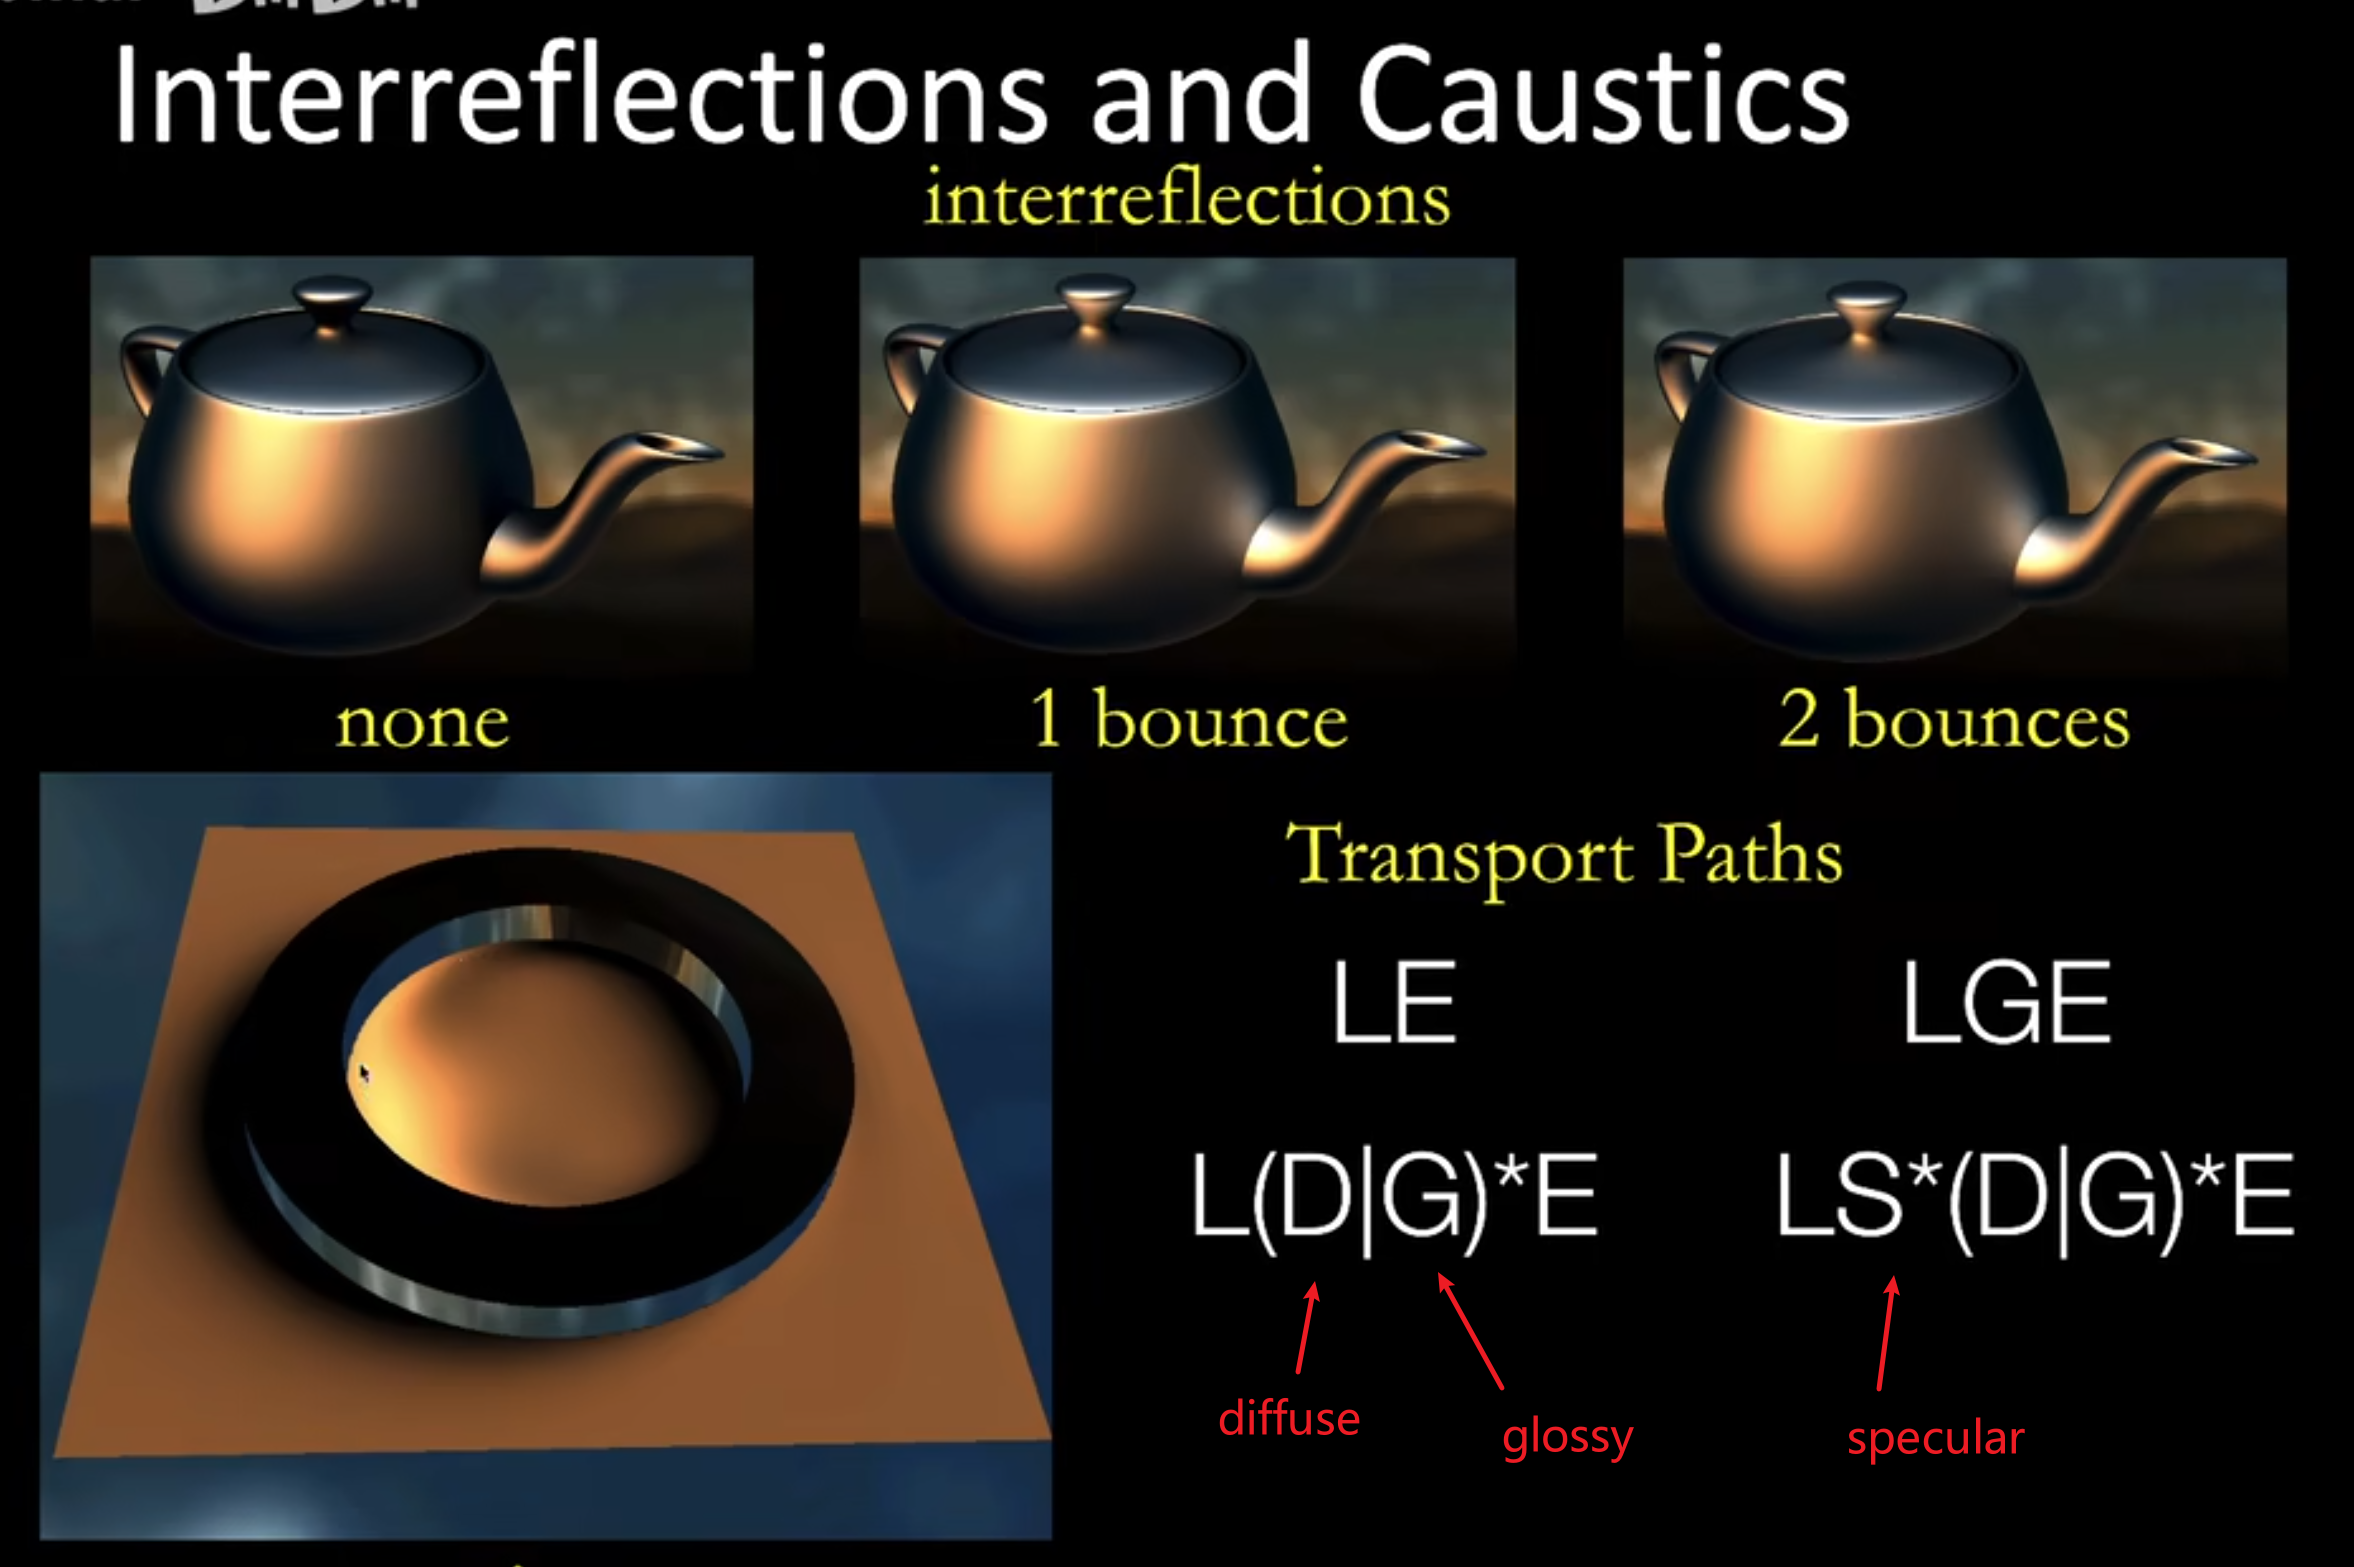 Interreflections and Caustics
interreflections
none
1 bounce
2 bounces
Transport Paths
LE
LGE
L(D|G)*E
LS*(D|G)*E
diffuse
glossy
specular